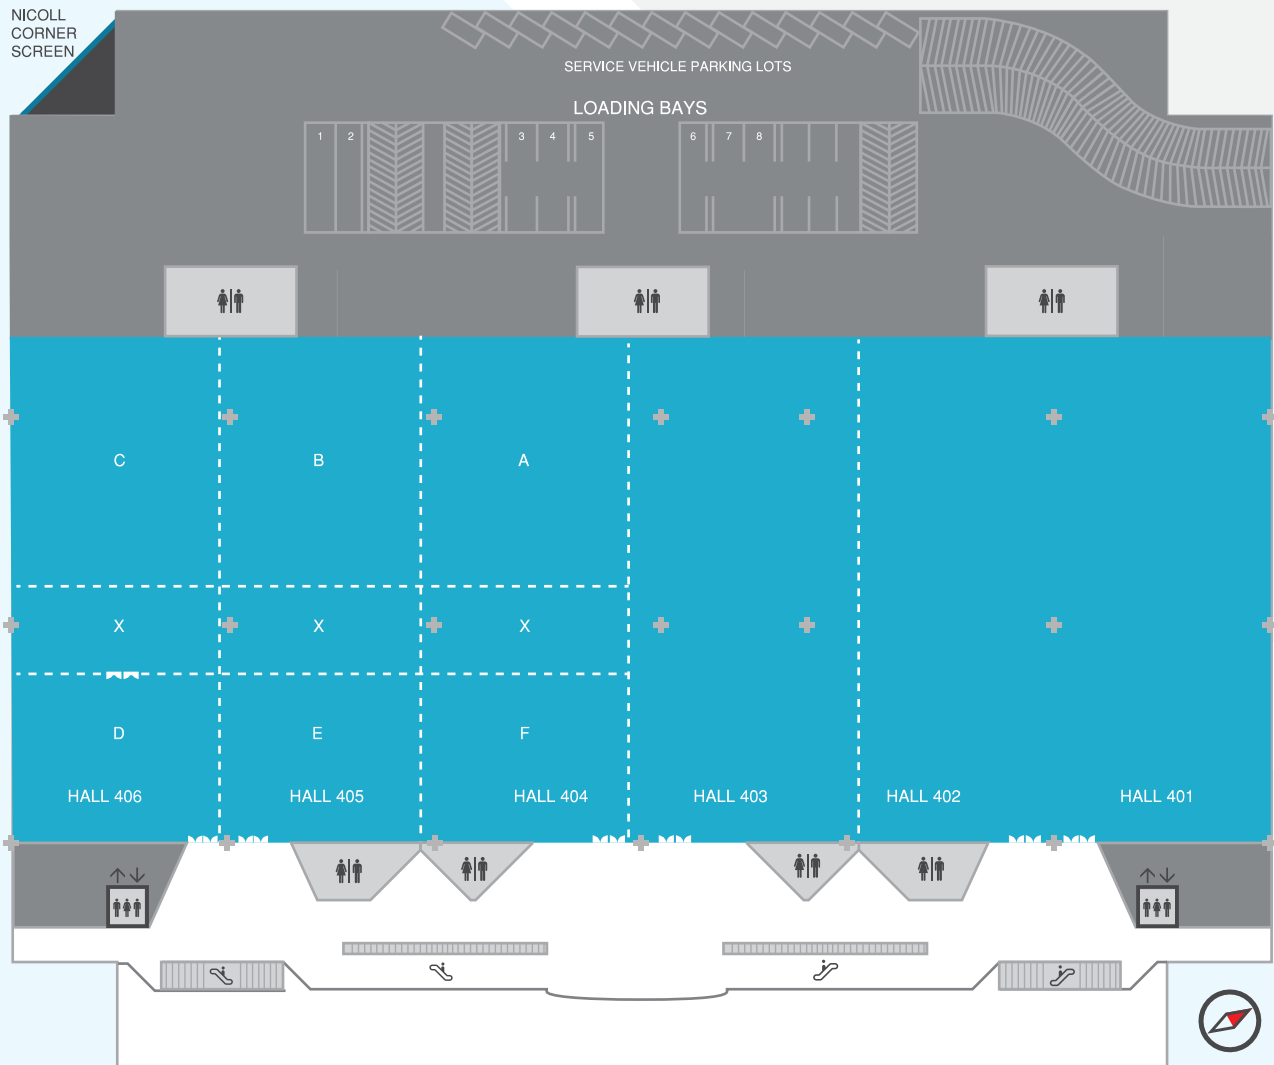 NICOLL
CORNER
SCREEN
SERVICE VEHICLE PARKING LOTS
LOADING BAYS
1 2 3 4 5 6 7 8
C B A
X X X
D E F
HALL 406 HALL 405 HALL 404 HALL 403 HALL 402 HALL 401